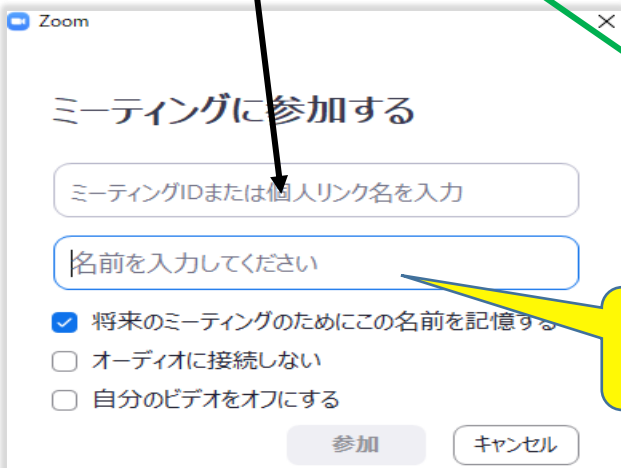 Zoom
ミーティングに参加する
ミーティングIDまたは個人リンク名を入力
名前を入力してください
将来のミーティングのためにこの名前を記憶する
オーディオに接続しない
自分のビデオをオフにする
参加 キャンセル